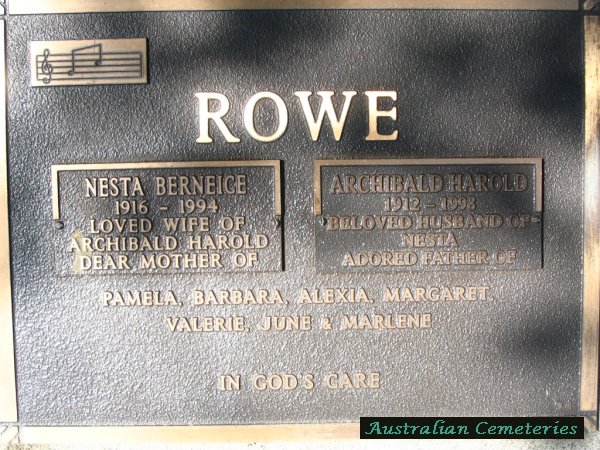 ROWE
NESTA BERNEICE
1916 - 1994
LOVED WIFE OF
ARCHIBALD HAROLD
DEAR MOTHER OF
ARCHIBALD HAROLD
1912 - 1998
BELOVED HUSBAND OF
NESTA
ADORED FATHER OF
PAMELA, BARBARA, ALEXIA, MARGARET,
VALERIE, JUNE & MARLENE
IN GOD'S CARE
Australian Cemeteries